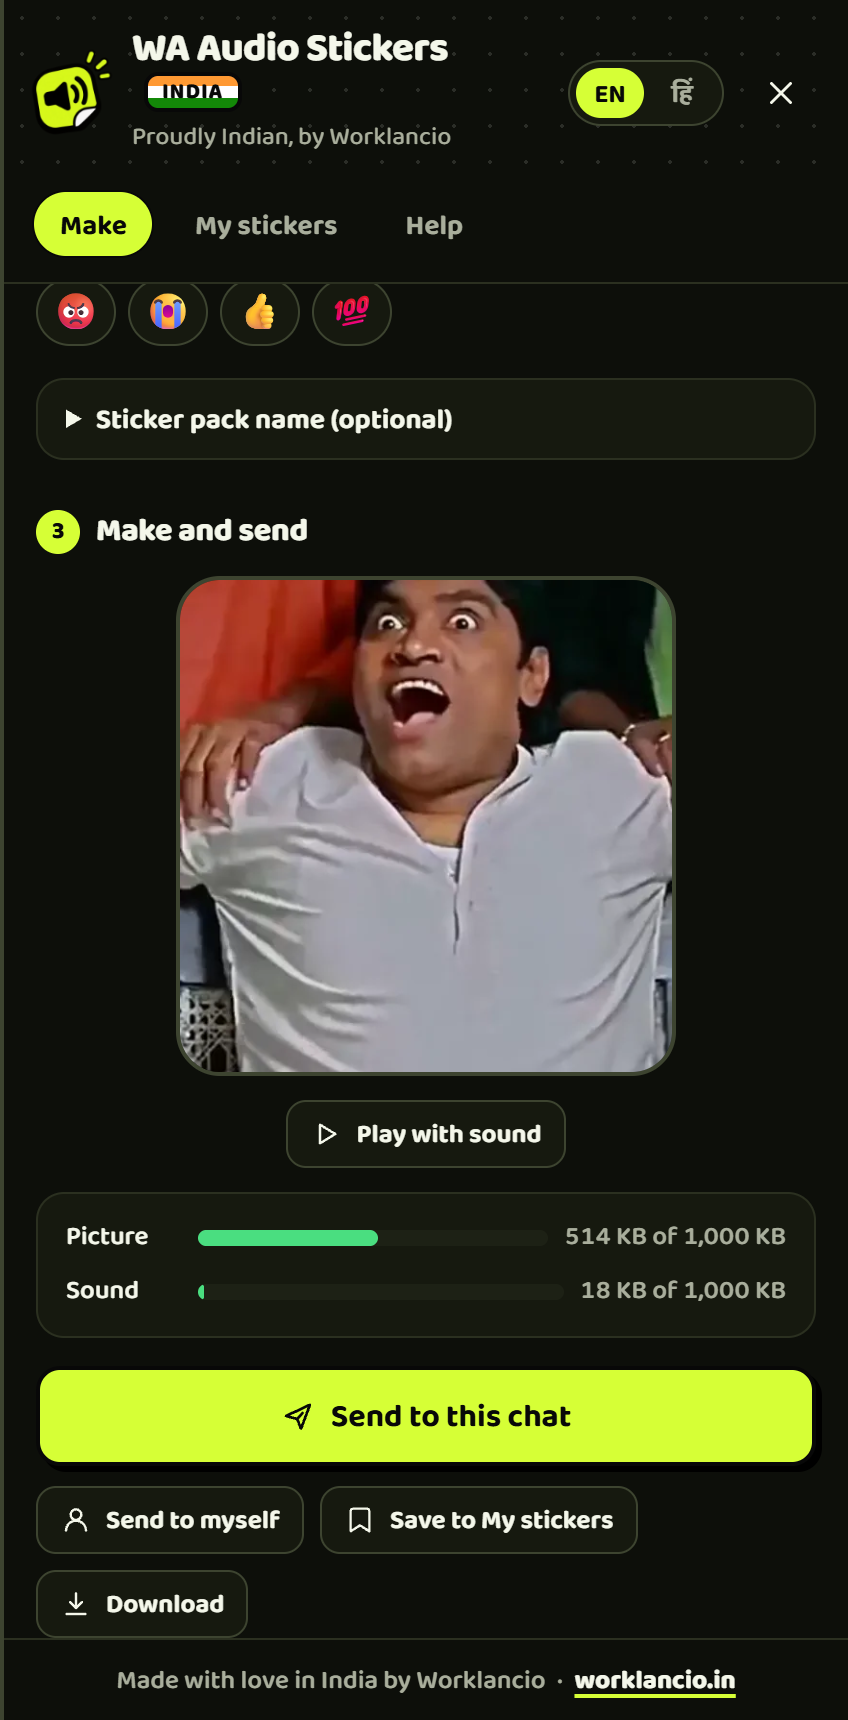 WA Audio Stickers
INDIA
Proudly Indian, by Worklancio
EN हिं
Make My stickers Help
100
Sticker pack name (optional)
3 Make and send
Play with sound
Picture 514 KB of 1,000 KB
Sound 18 KB of 1,000 KB
Send to this chat
Send to myself Save to My stickers
Download
Made with love in India by Worklancio · worklancio.in